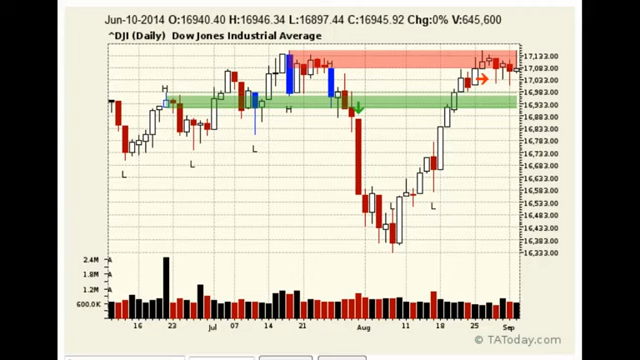 Jun-10-2014 O:16940.40 H:16946.34 L:16897.44 C:16945.92 Chg:0% V:645,600
^DJI (Daily) Dow Jones Industrial Average
17,123.00
17,083.00
17,023.00
16,983.00
16,933.00
16,883.00
16,833.00
16,783.00
16,733.00
16,683.00
16,633.00
16,583.00
16,533.00
16,483.00
16,433.00
16,383.00
16,333.00
H
H
H
L
L
L
L
L
2.4M
1.8M
1.2M
600.0K
A
A
A
A
16 23 Jul 07 14 21 Aug 11 18 25 Sep
© TAToday.com